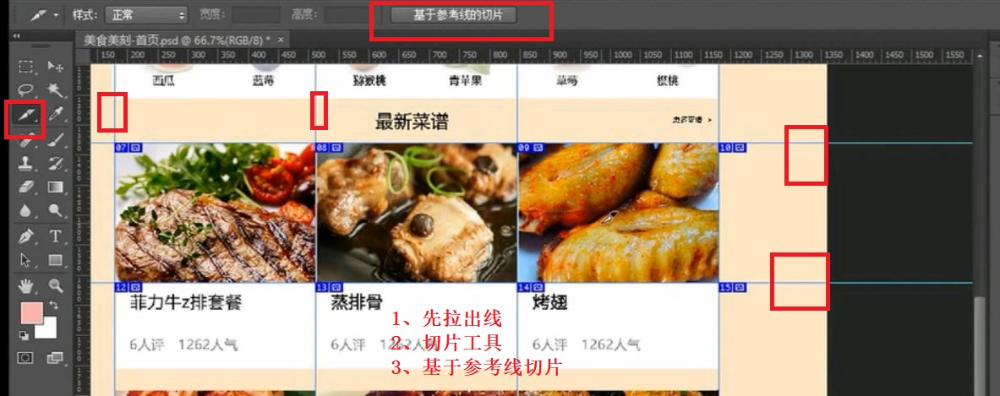 样式: 正常 宽度: 高度: 基于参考线的切片
美食美刻-首页.psd @ 66.7%(RGB/8) * ×
150 200 250 300 350 400 450 500 550 600 650 700 750 800 850 900 950 1000 1050 1100 1150 1200 1250 1300 1350 1400 1450 1500 1550
西瓜 蓝莓 猕猴桃 青苹果 草莓 樱桃
最新菜谱
07 08 09 10
12 13 14 15
菲力牛z排套餐 蒸排骨 烤翅
6人评 1262人气 6人评 1262人气 6人评 1262人气
1、先拉出线
2、切片工具
3、基于参考线切片